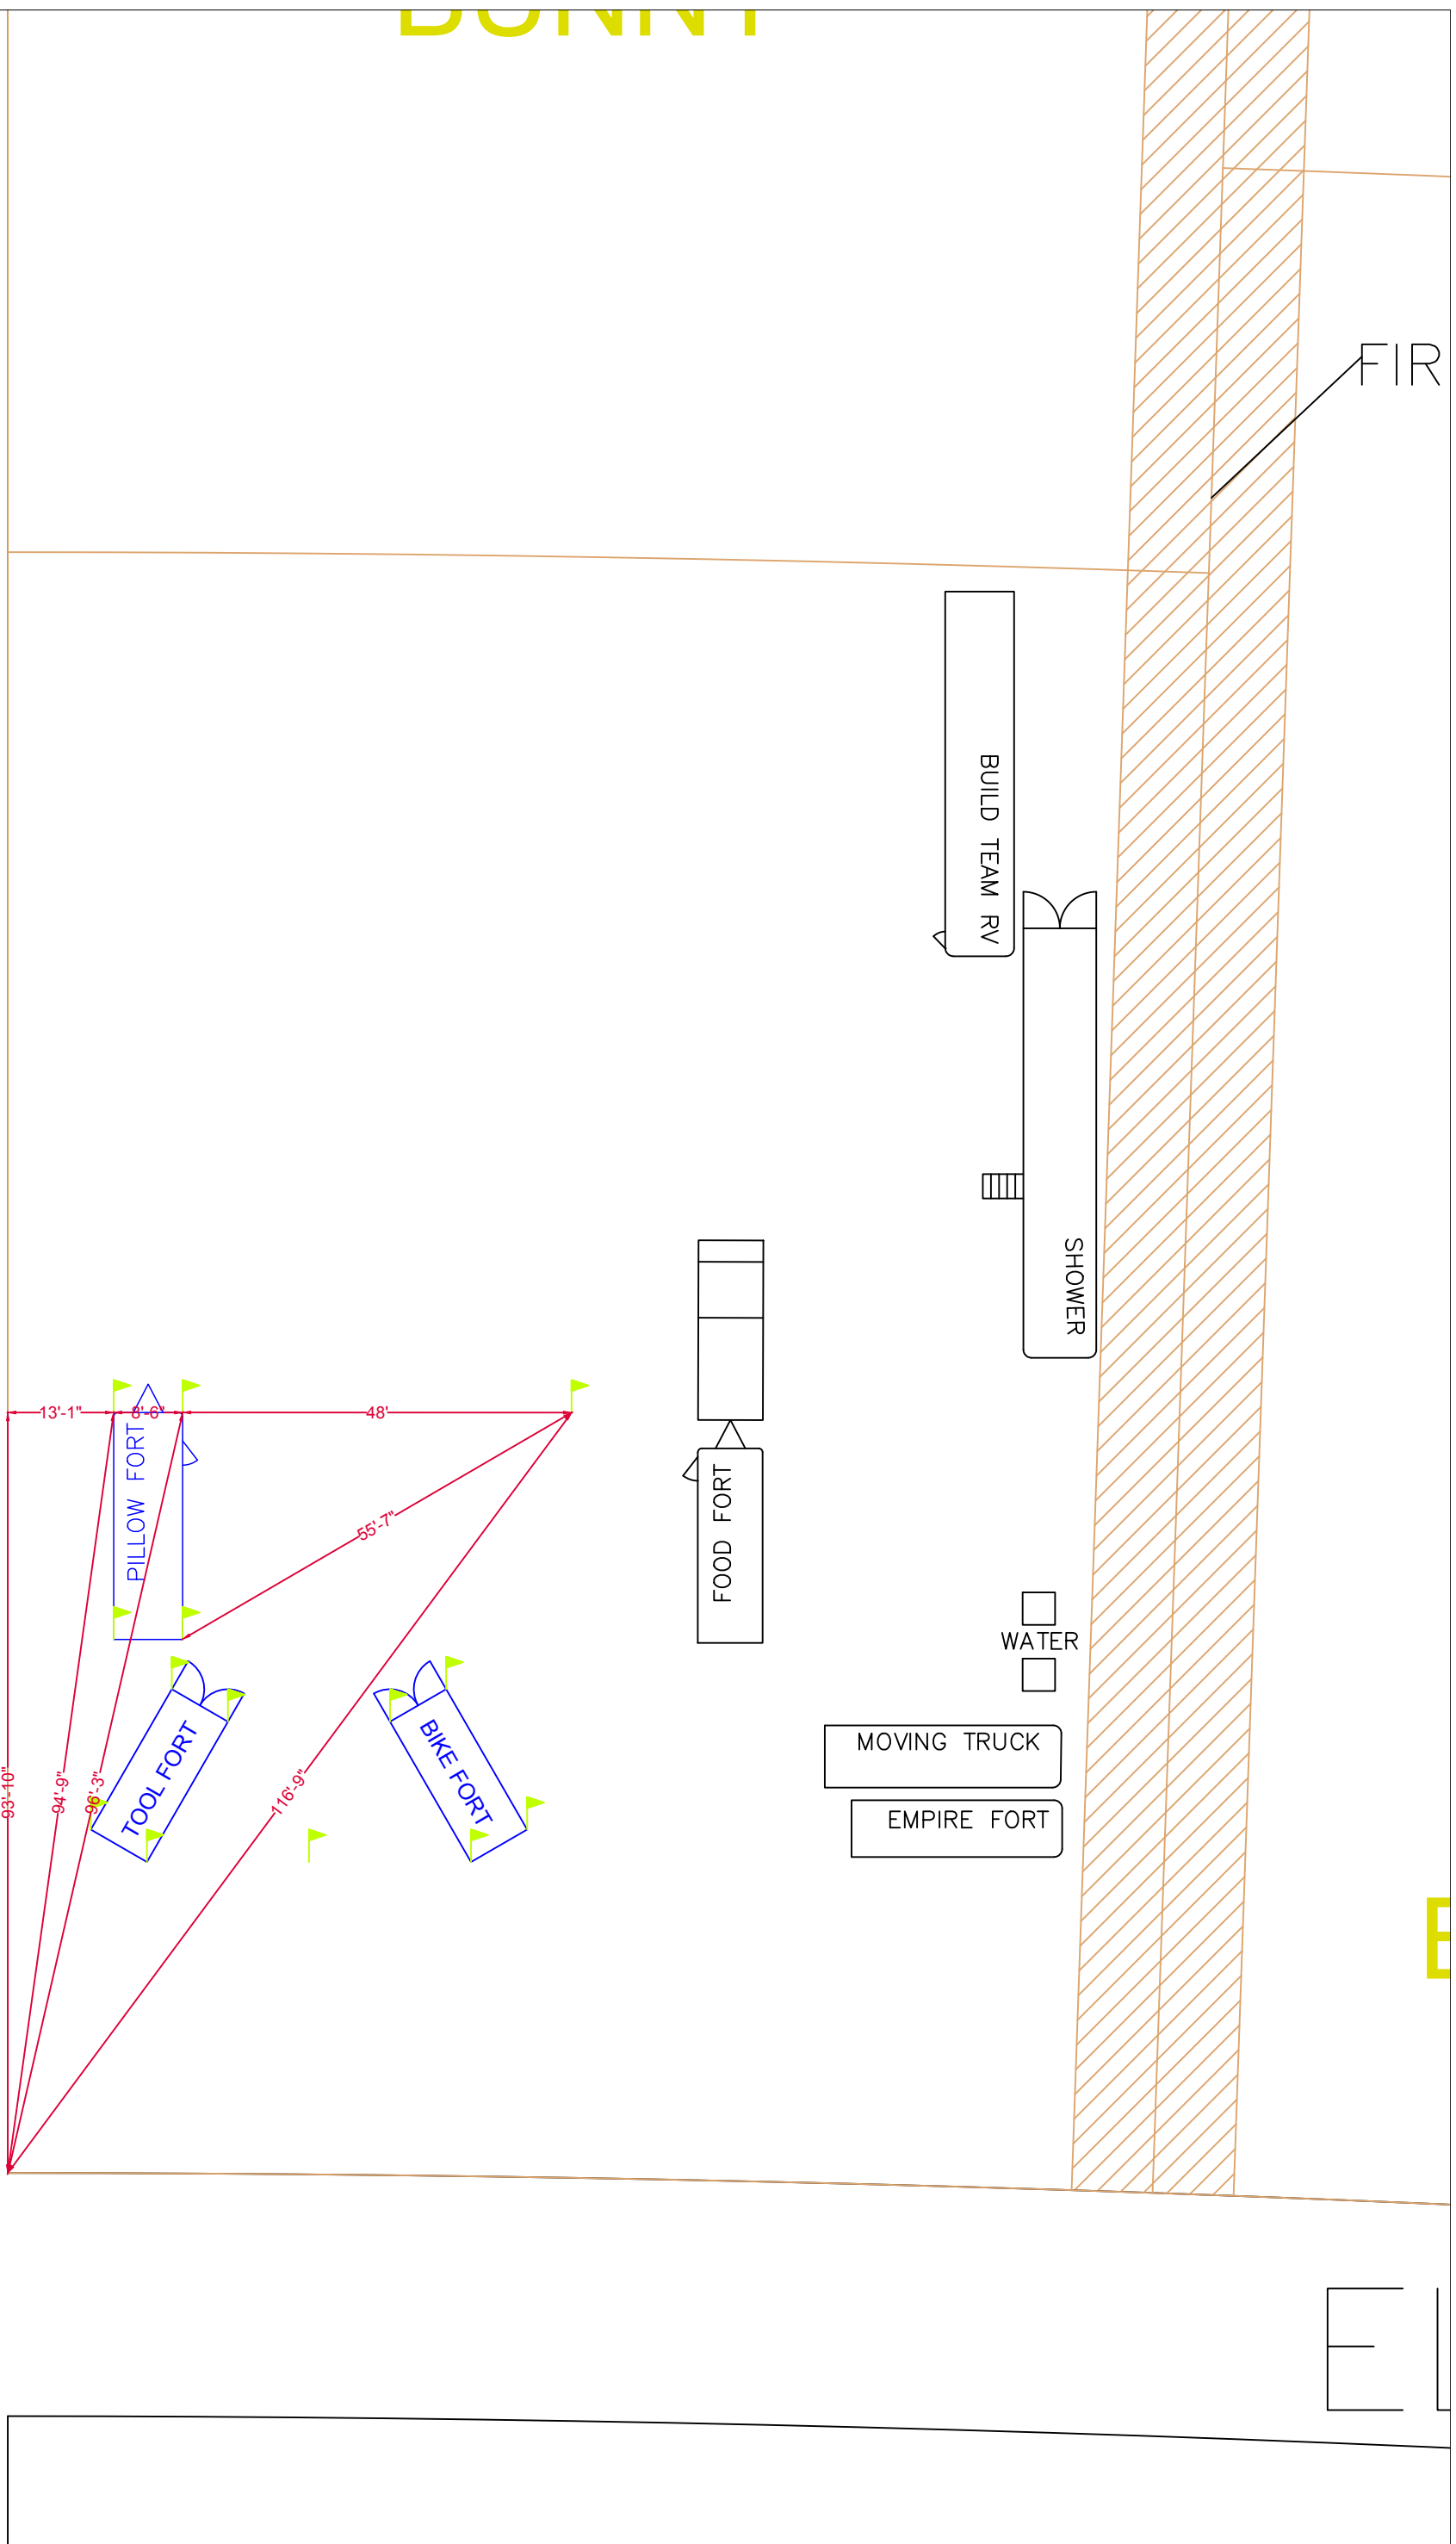 BUNNY
FIR
BUILD TEAM RV
SHOWER
13'-1"
8'-6"
48'
PILLOW FORT
55'-7"
FOOD FORT
WATER
TOOL FORT
BIKE FORT
MOVING TRUCK
93'-10"
94'-9"
96'-3"
116'-9"
EMPIRE FORT
E